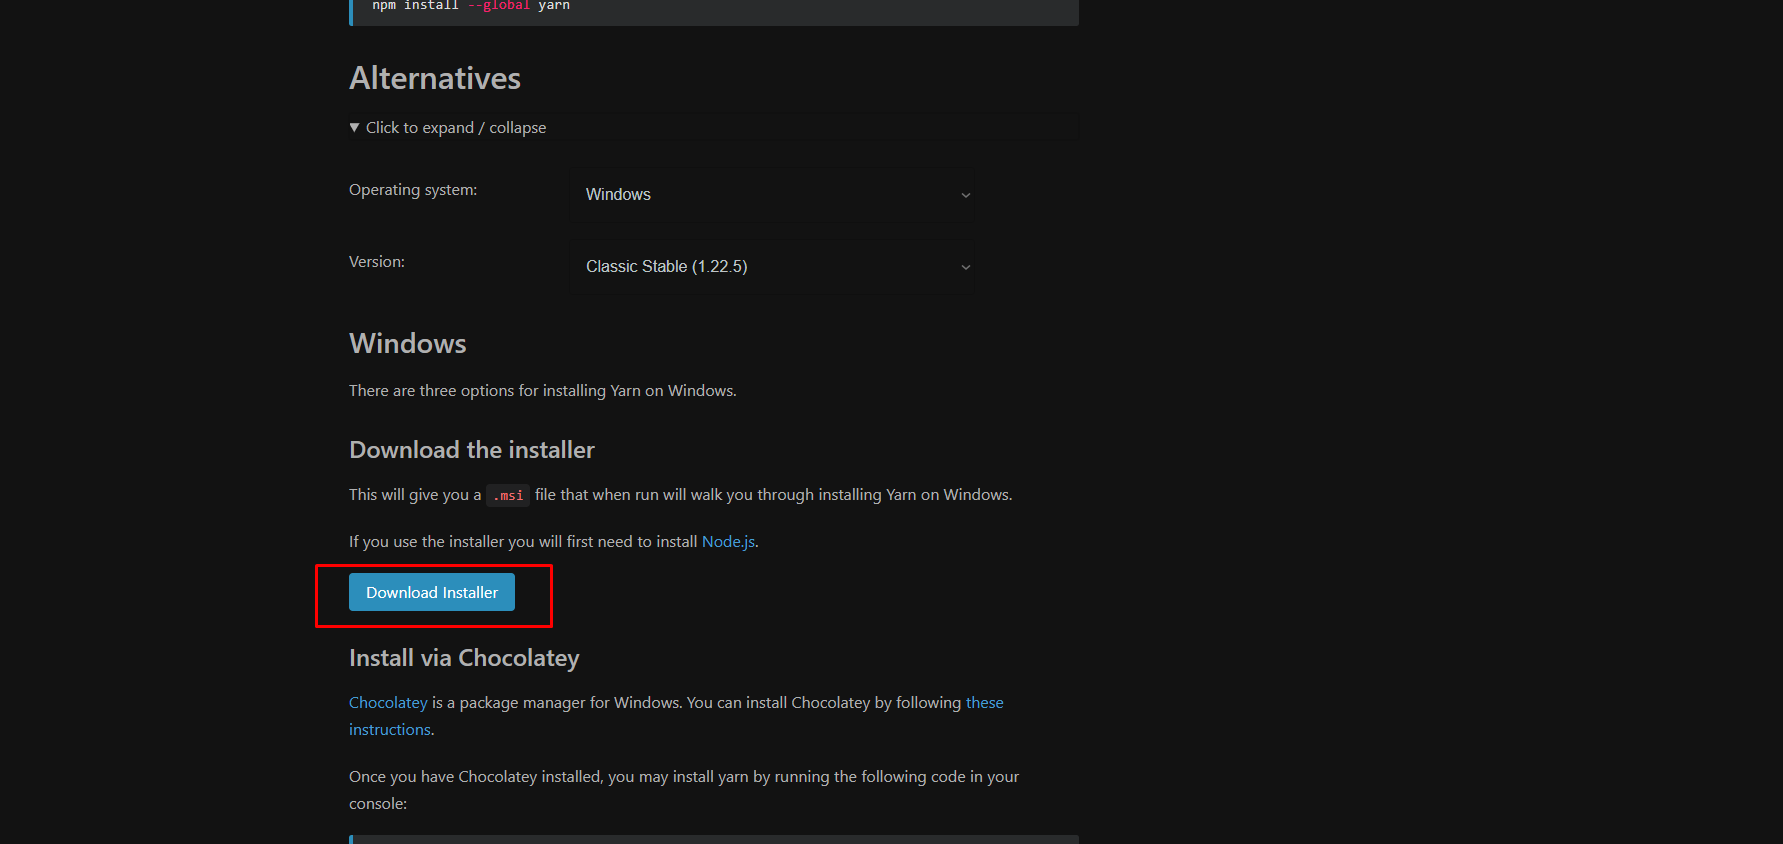 npm install --global yarn
Alternatives
▼ Click to expand / collapse
Operating system:
Windows
Version:
Classic Stable (1.22.5)
Windows
There are three options for installing Yarn on Windows.
Download the installer
This will give you a .msi file that when run will walk you through installing Yarn on Windows.
If you use the installer you will first need to install Node.js.
Download Installer
Install via Chocolatey
Chocolatey is a package manager for Windows. You can install Chocolatey by following these
instructions.
Once you have Chocolatey installed, you may install yarn by running the following code in your
console: